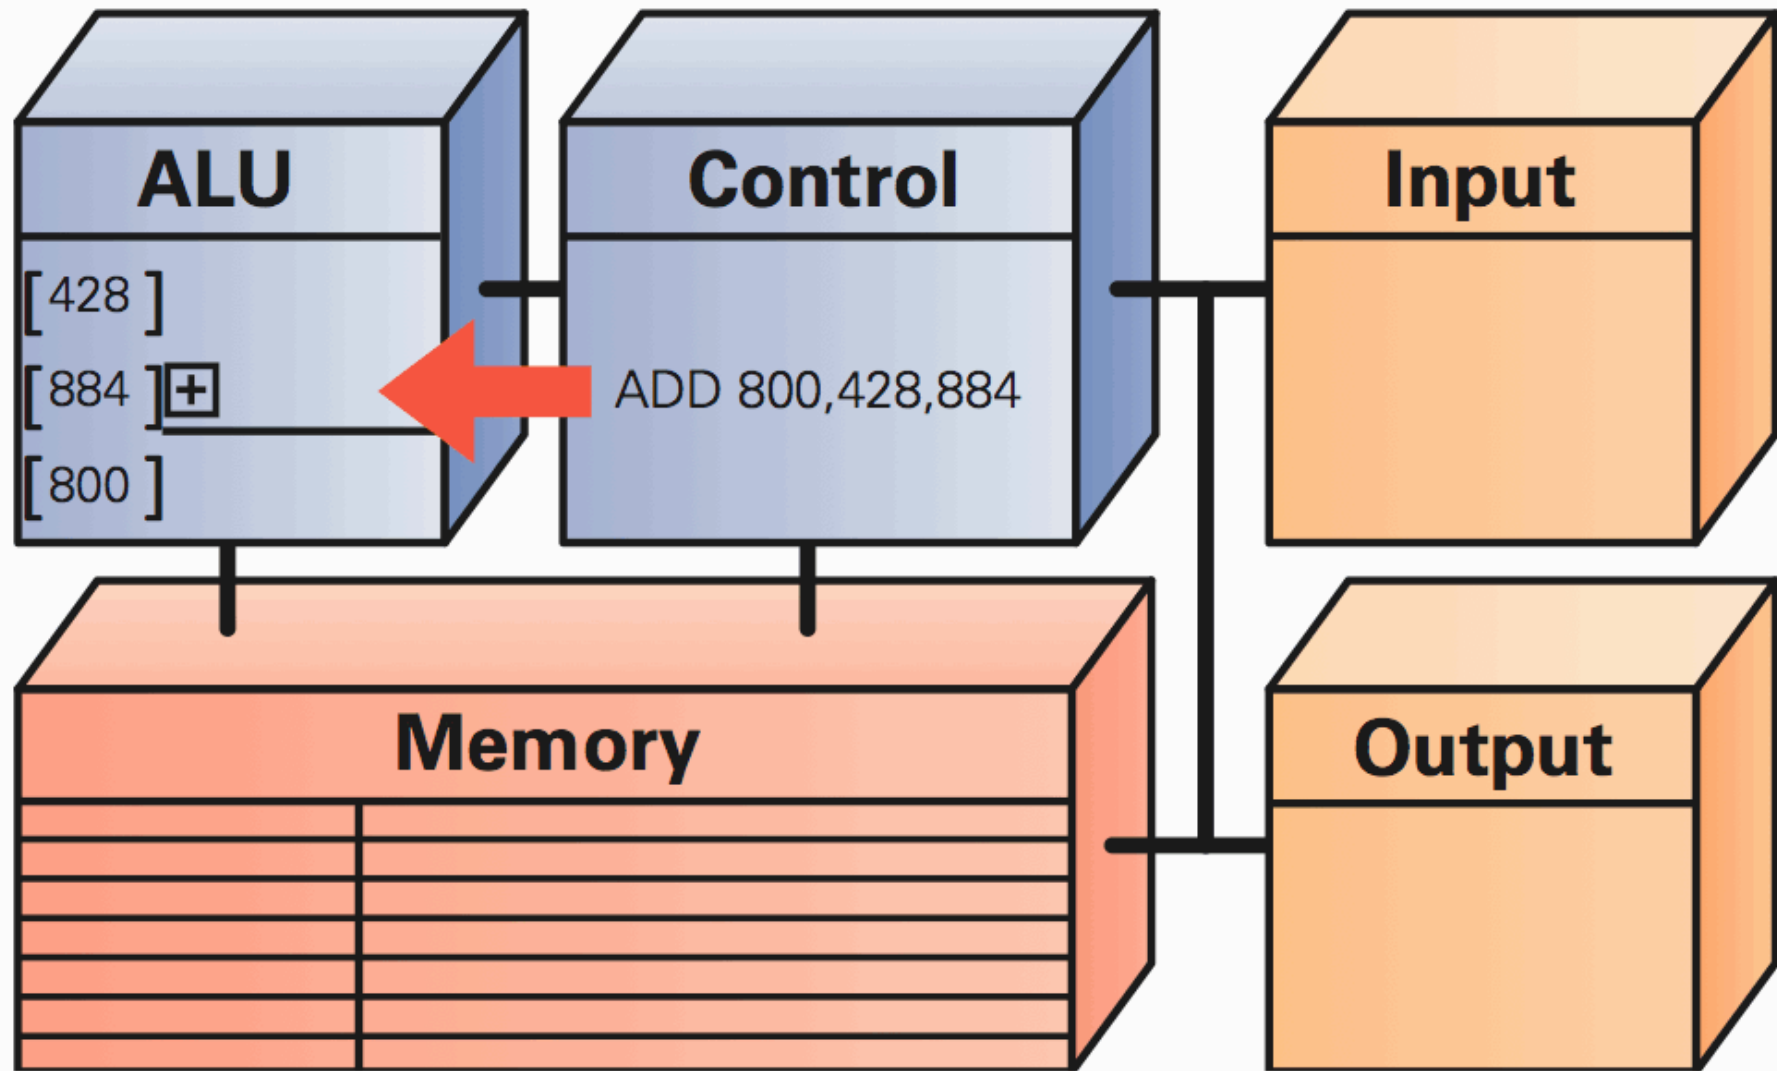 ALU
[428 ]
[884 ]+
[800 ]
Control
ADD 800,428,884
Input
Memory
Output